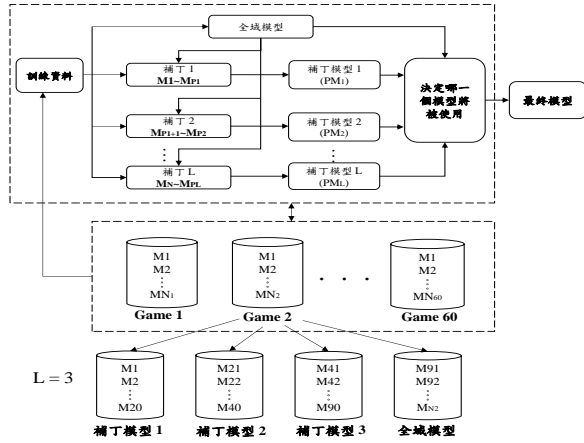 全域模型
訓練資料
補丁 1
M1~MP1
補丁模型 1
(PM1)
補丁 2
MP1+1~MP2
補丁模型 2
(PM2)
補丁 L
MN~MPL
補丁模型 L
(PML)
決定哪一
個模型將
被使用
最終模型
M1
M2
MN1
Game 1
M1
M2
MN2
Game 2
M1
M2
MN60
Game 60
L = 3
M1
M2
M20
補丁模型 1
M21
M22
M40
補丁模型 2
M41
M42
M90
補丁模型 3
M91
M92
MN2
全域模型